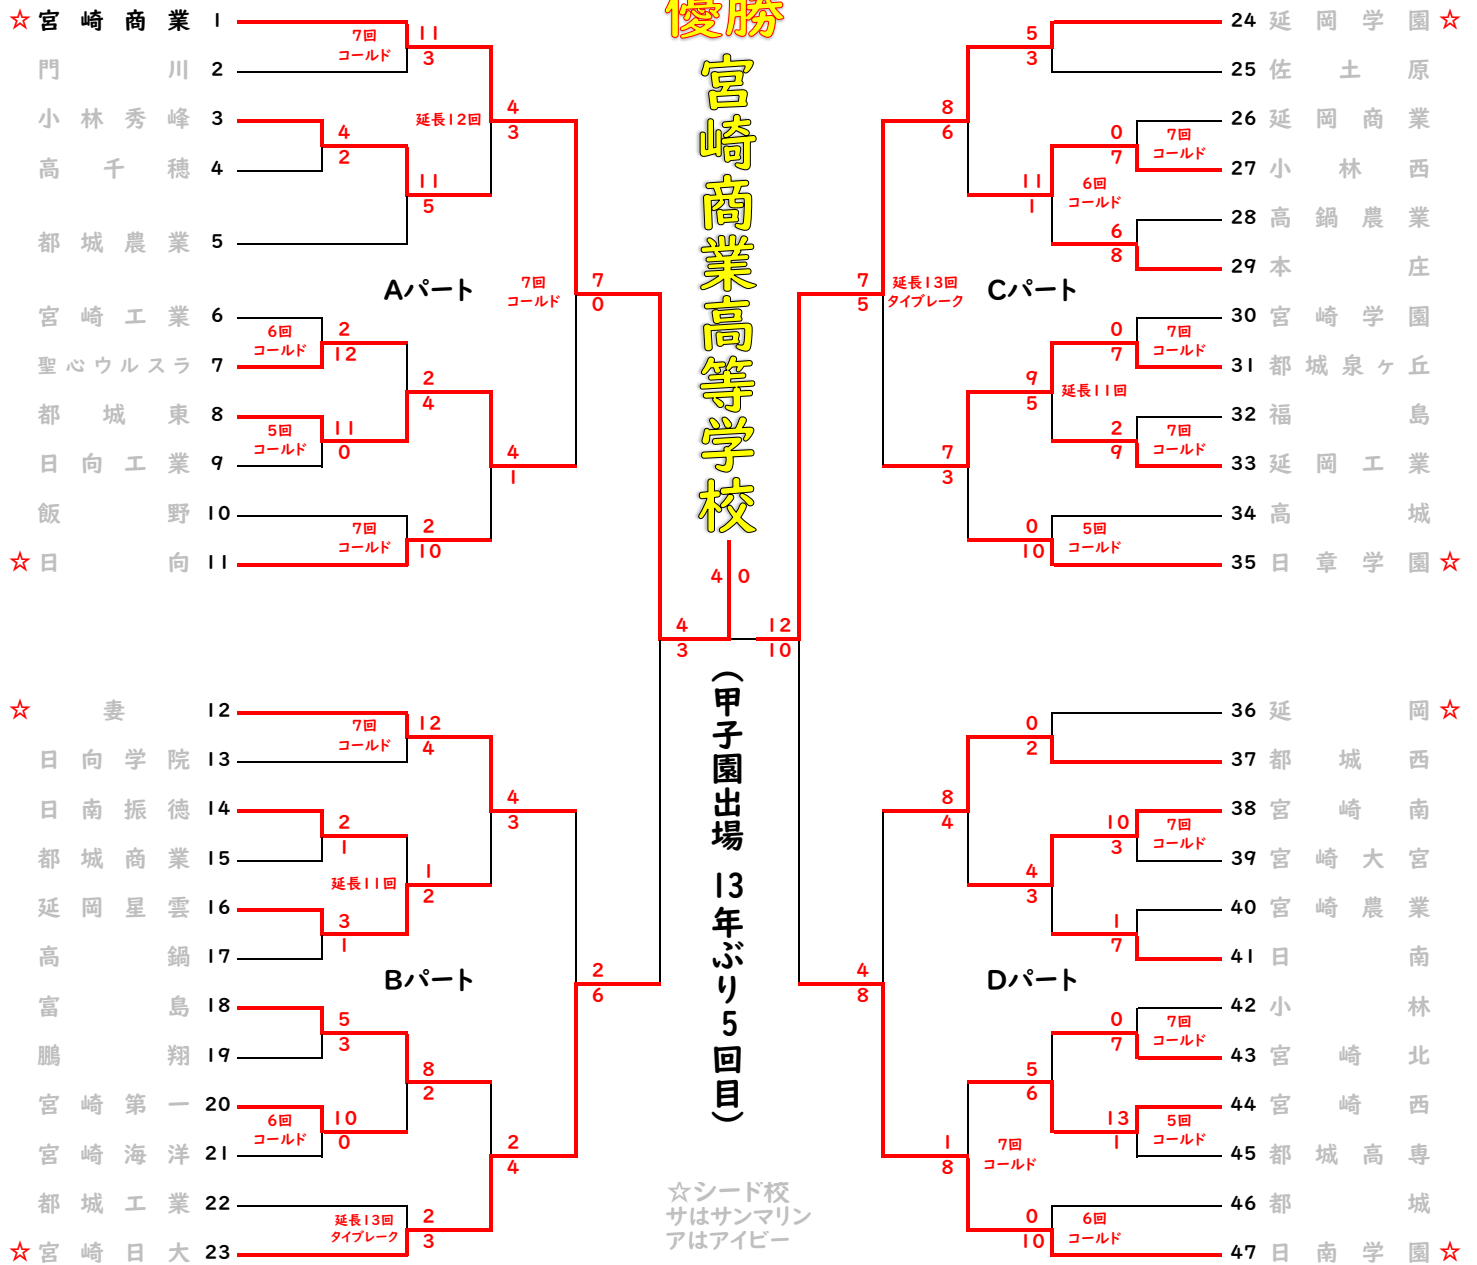 優勝
宮崎商業高等学校
4 0
(甲子園出場 13年ぶり5回目)
☆シード校
サはサンマリン
アはアイビー
Aパート
☆ 宮崎商業 1
門川 2
小林秀峰 3
高千穂 4
都城農業 5
宮崎工業 6
聖心ウルスラ 7
都城東 8
日向工業 9
飯野 10
☆ 日向 11
7回
コールド
11
3
4
2
延長12回
4
3
11
5
6回
コールド
2
12
5回
コールド
11
0
2
4
4
1
7回
コールド
2
10
7回
コールド
7
0
Bパート
☆ 妻 12
日向学院 13
日南振徳 14
都城商業 15
延岡星雲 16
高鍋 17
富島 18
鵬翔 19
宮崎第一 20
宮崎海洋 21
都城工業 22
☆ 宮崎日大 23
7回
コールド
12
4
2
1
4
3
延長11回
1
2
3
1
5
3
8
2
6回
コールド
10
0
2
4
延長13回
タイブレーク
2
3
2
6
4
3
Cパート
24 延岡学園 ☆
25 佐土原
26 延岡商業
27 小林西
28 高鍋農業
29 本庄
30 宮崎学園
31 都城泉ヶ丘
32 福島
33 延岡工業
34 高城
35 日章学園 ☆
5
3
8
6
0
7
7回
コールド
11
1
6回
コールド
6
8
7
5
延長13回
タイブレーク
0
7
7回
コールド
9
5
延長11回
2
9
7回
コールド
7
3
0
10
5回
コールド
12
10
Dパート
36 延岡 ☆
37 都城西
38 宮崎南
39 宮崎大宮
40 宮崎農業
41 日南
42 小林
43 宮崎北
44 宮崎西
45 都城高専
46 都城
47 日南学園 ☆
0
2
8
4
10
3
7回
コールド
4
3
1
7
4
8
0
7
7回
コールド
5
6
13
1
5回
コールド
1
8
7回
コールド
0
10
6回
コールド